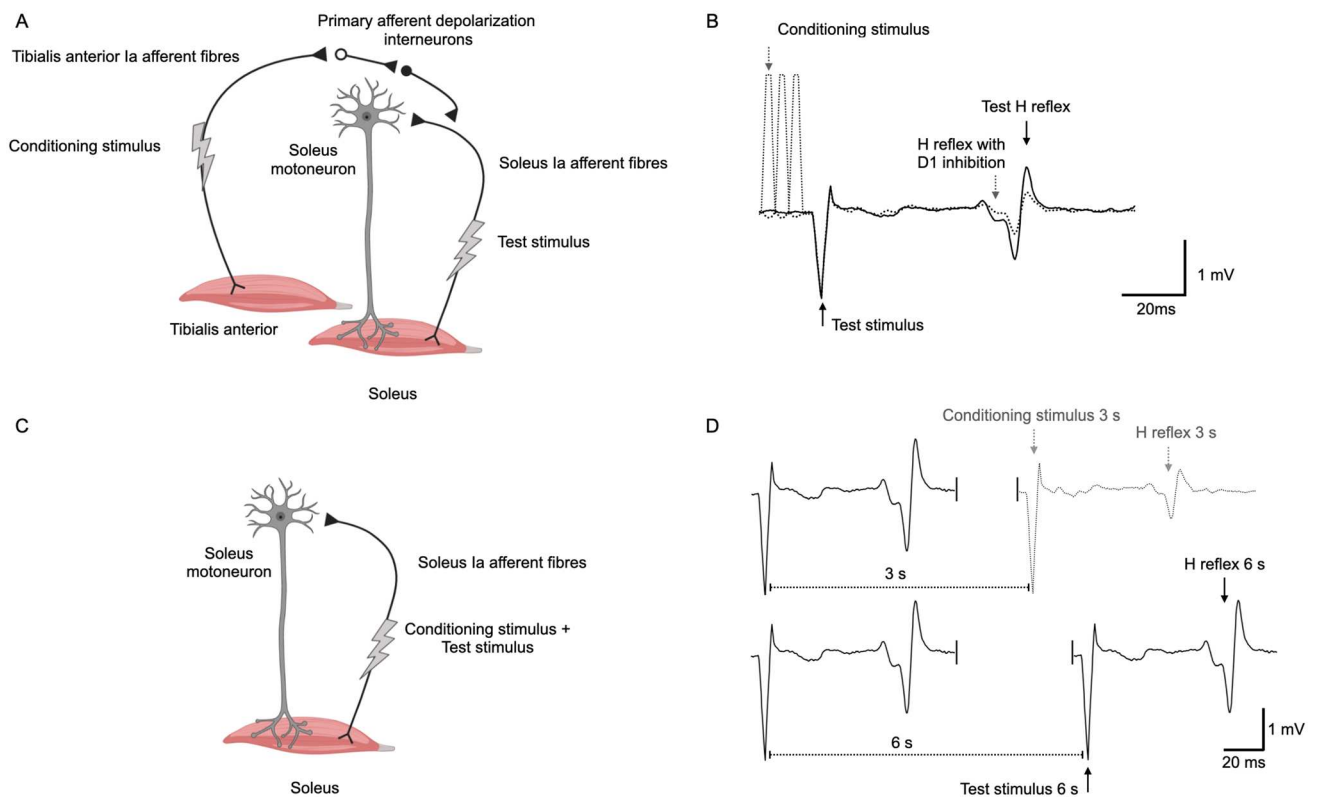 A
Primary afferent depolarization
interneurons
Tibialis anterior Ia afferent fibres
Conditioning stimulus
Soleus
motoneuron
Soleus Ia afferent fibres
Test stimulus
Tibialis anterior
Soleus
B
Conditioning stimulus
Test H reflex
H reflex with
D1 inhibition
Test stimulus
1 mV
20ms
C
Soleus
motoneuron
Soleus Ia afferent fibres
Conditioning stimulus +
Test stimulus
Soleus
D
Conditioning stimulus 3 s
H reflex 3 s
3 s
H reflex 6 s
6 s
Test stimulus 6 s
1 mV
20 ms